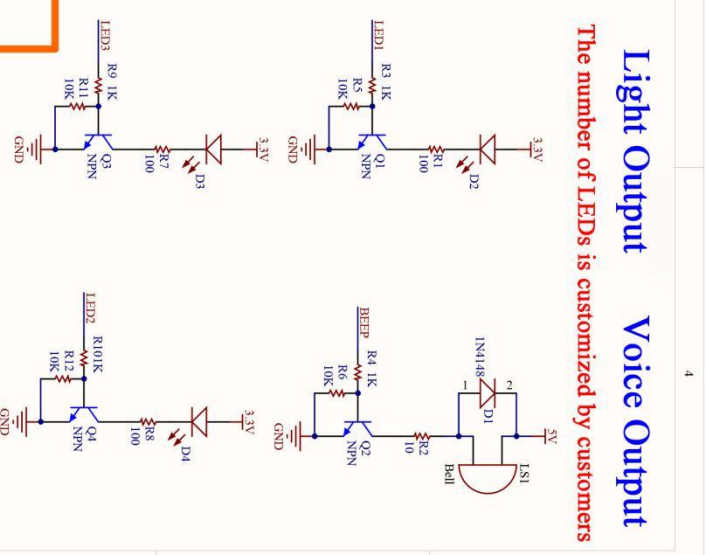 4
Light Output
Voice Output
The number of LEDs is customized by customers
LED1
R3 1K
R5
10K
Q1
NPN
R1
100
D2
3.3V
GND
BEEP
R4 1K
R6
10K
Q2
NPN
R2
10
1N4148
1
2
D1
5V
LS1
Bell
GND
LED3
R9 1K
R11
10K
Q3
NPN
R7
100
D3
3.3V
GND
LED2
R101K
R12
10K
Q4
NPN
R8
100
D4
3.3V
GND